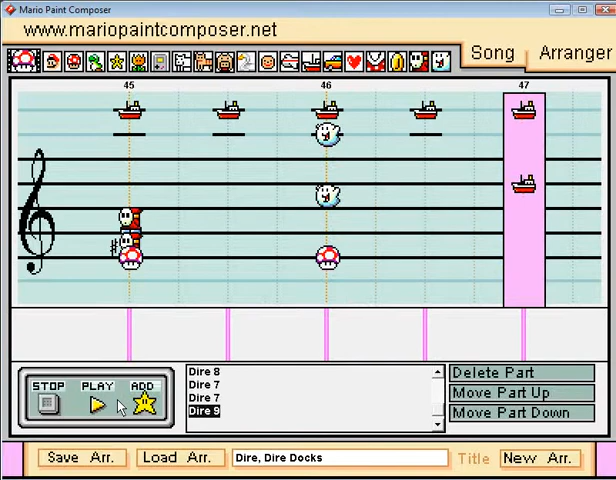 Mario Paint Composer
www.mariopaintcomposer.net
Song
Arranger
45
46
47
#
STOP
PLAY
ADD
Dire 8
Dire 7
Dire 7
Dire 9
Delete Part
Move Part Up
Move Part Down
Save Arr.
Load Arr.
Dire, Dire Docks
Title
New Arr.